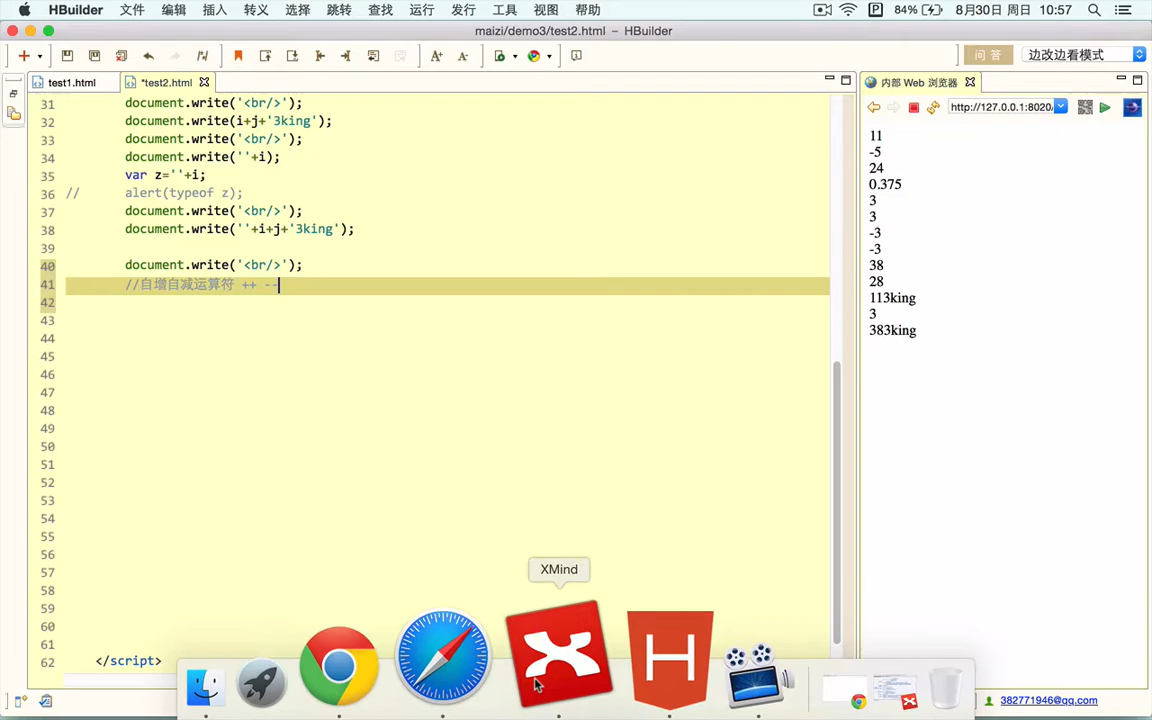 HBuilder 文件 编辑 插入 转义 选择 跳转 查找 运行 发行 工具 视图 帮助 P 84% 8月30日 周日 10:57
maizi/demo3/test2.html – HBuilder
问 答 边改边看模式
test1.html *test2.html 内部 Web 浏览器
http://127.0.0.1:8020/
31 document.write('<br/>');
32 document.write(i+j+'3king');
33 document.write('<br/>');
34 document.write(''+i);
35 var z=''+i;
36 // alert(typeof z);
37 document.write('<br/>');
38 document.write(''+i+j+'3king');
39
40 document.write('<br/>');
41 //自增自减运算符 ++ --
42
43
44
45
46
47
48
49
50
51
52
53
54
55
56
57
58
59
60
61
62 </script>
11
-5
24
0.375
3
3
-3
-3
38
28
113king
3
383king
XMind
H
382771946@qq.com